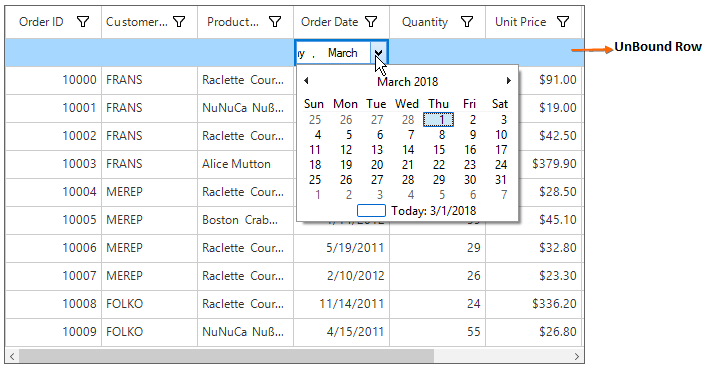 Order ID Customer... Product... Order Date Quantity Unit Price
ay , March
UnBound Row
10000 FRANS Raclette Cour... $91.00
10001 FRANS NuNuCa Nuß... $19.00
10002 FRANS Raclette Cour... $42.50
10003 FRANS Alice Mutton $379.90
10004 MEREP Raclette Cour... $28.50
10005 MEREP Boston Crab... $45.10
10006 MEREP Raclette Cour... 5/19/2011 29 $32.80
10007 MEREP Raclette Cour... 2/10/2012 26 $23.30
10008 FOLKO Raclette Cour... 11/14/2011 24 $336.20
10009 FOLKO NuNuCa Nuß... 4/15/2011 55 $26.80
March 2018
Sun Mon Tue Wed Thu Fri Sat
25 26 27 28 1 2 3
4 5 6 7 8 9 10
11 12 13 14 15 16 17
18 19 20 21 22 23 24
25 26 27 28 29 30 31
1 2 3 4 5 6 7
Today: 3/1/2018